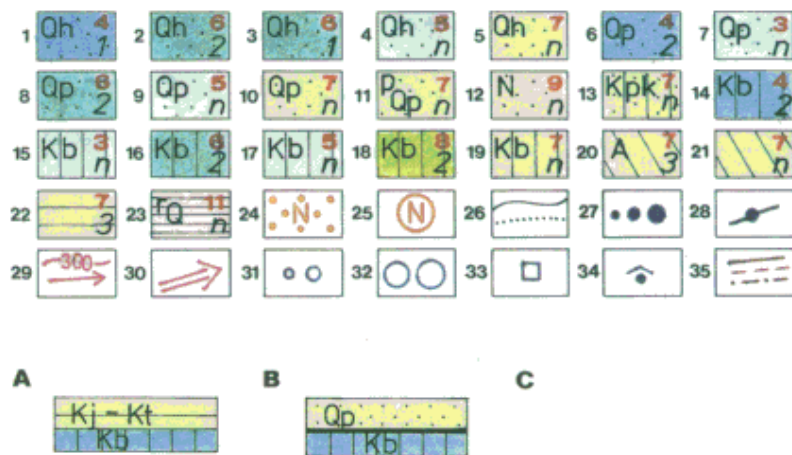 1 Qh 4 1 2 Qh 6 2 3 Qh 6 1 4 Qh 5 n 5 Qh 7 n 6 Qp 4 2 7 Qp 3 n
8 Qp 6 2 9 Qp 5 n 10 Qp 7 n 11 pQp 7 n 12 N 9 n 13 Kpk 7 n 14 Kb 4 2
15 Kb 3 n 16 Kb 6 2 17 Kb 5 n 18 Kb 8 2 19 Kb 7 n 20 A 7 3 21 7 n
22 7 3 23 TQ 11 n 24 N 25 N 26 27 28
29 300 30 31 32 33 34 35
A B C
Kj - Kt Qp
Kb Kb